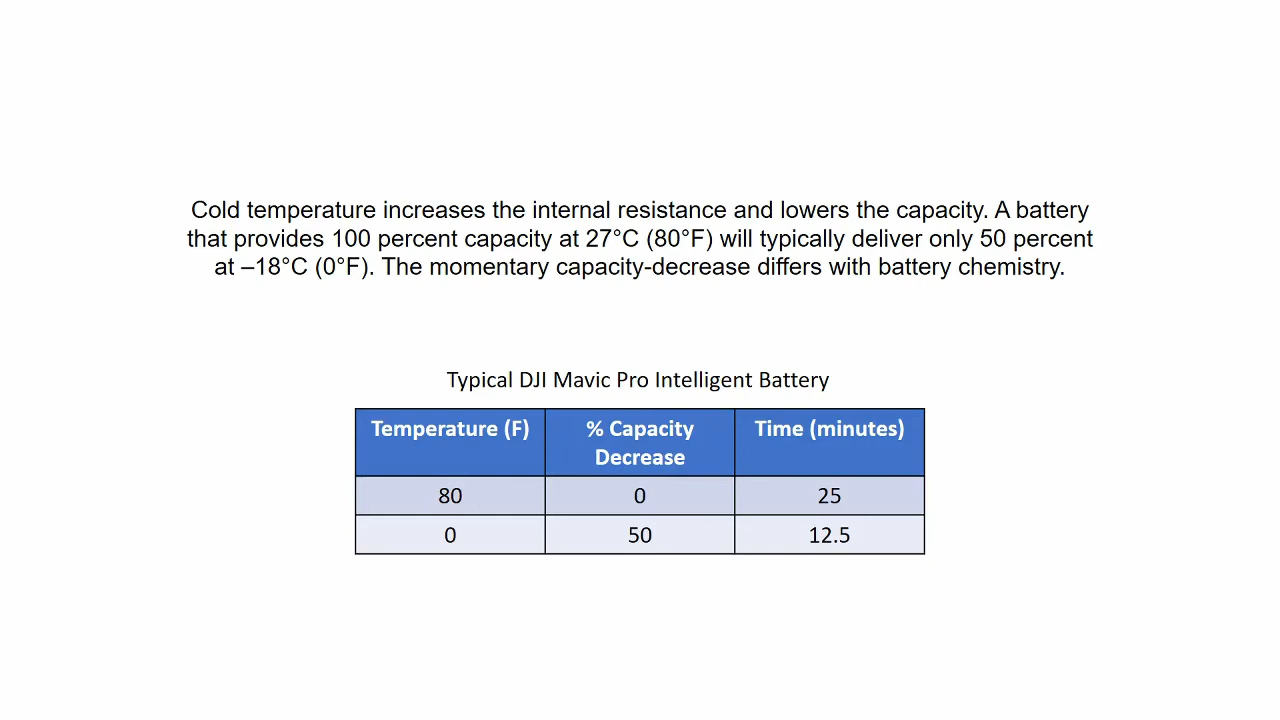 Cold temperature increases the internal resistance and lowers the capacity. A battery
that provides 100 percent capacity at 27°C (80°F) will typically deliver only 50 percent
at –18°C (0°F). The momentary capacity-decrease differs with battery chemistry.
Typical DJI Mavic Pro Intelligent Battery
Temperature (F) % Capacity Time (minutes)
Decrease
80 0 25
0 50 12.5